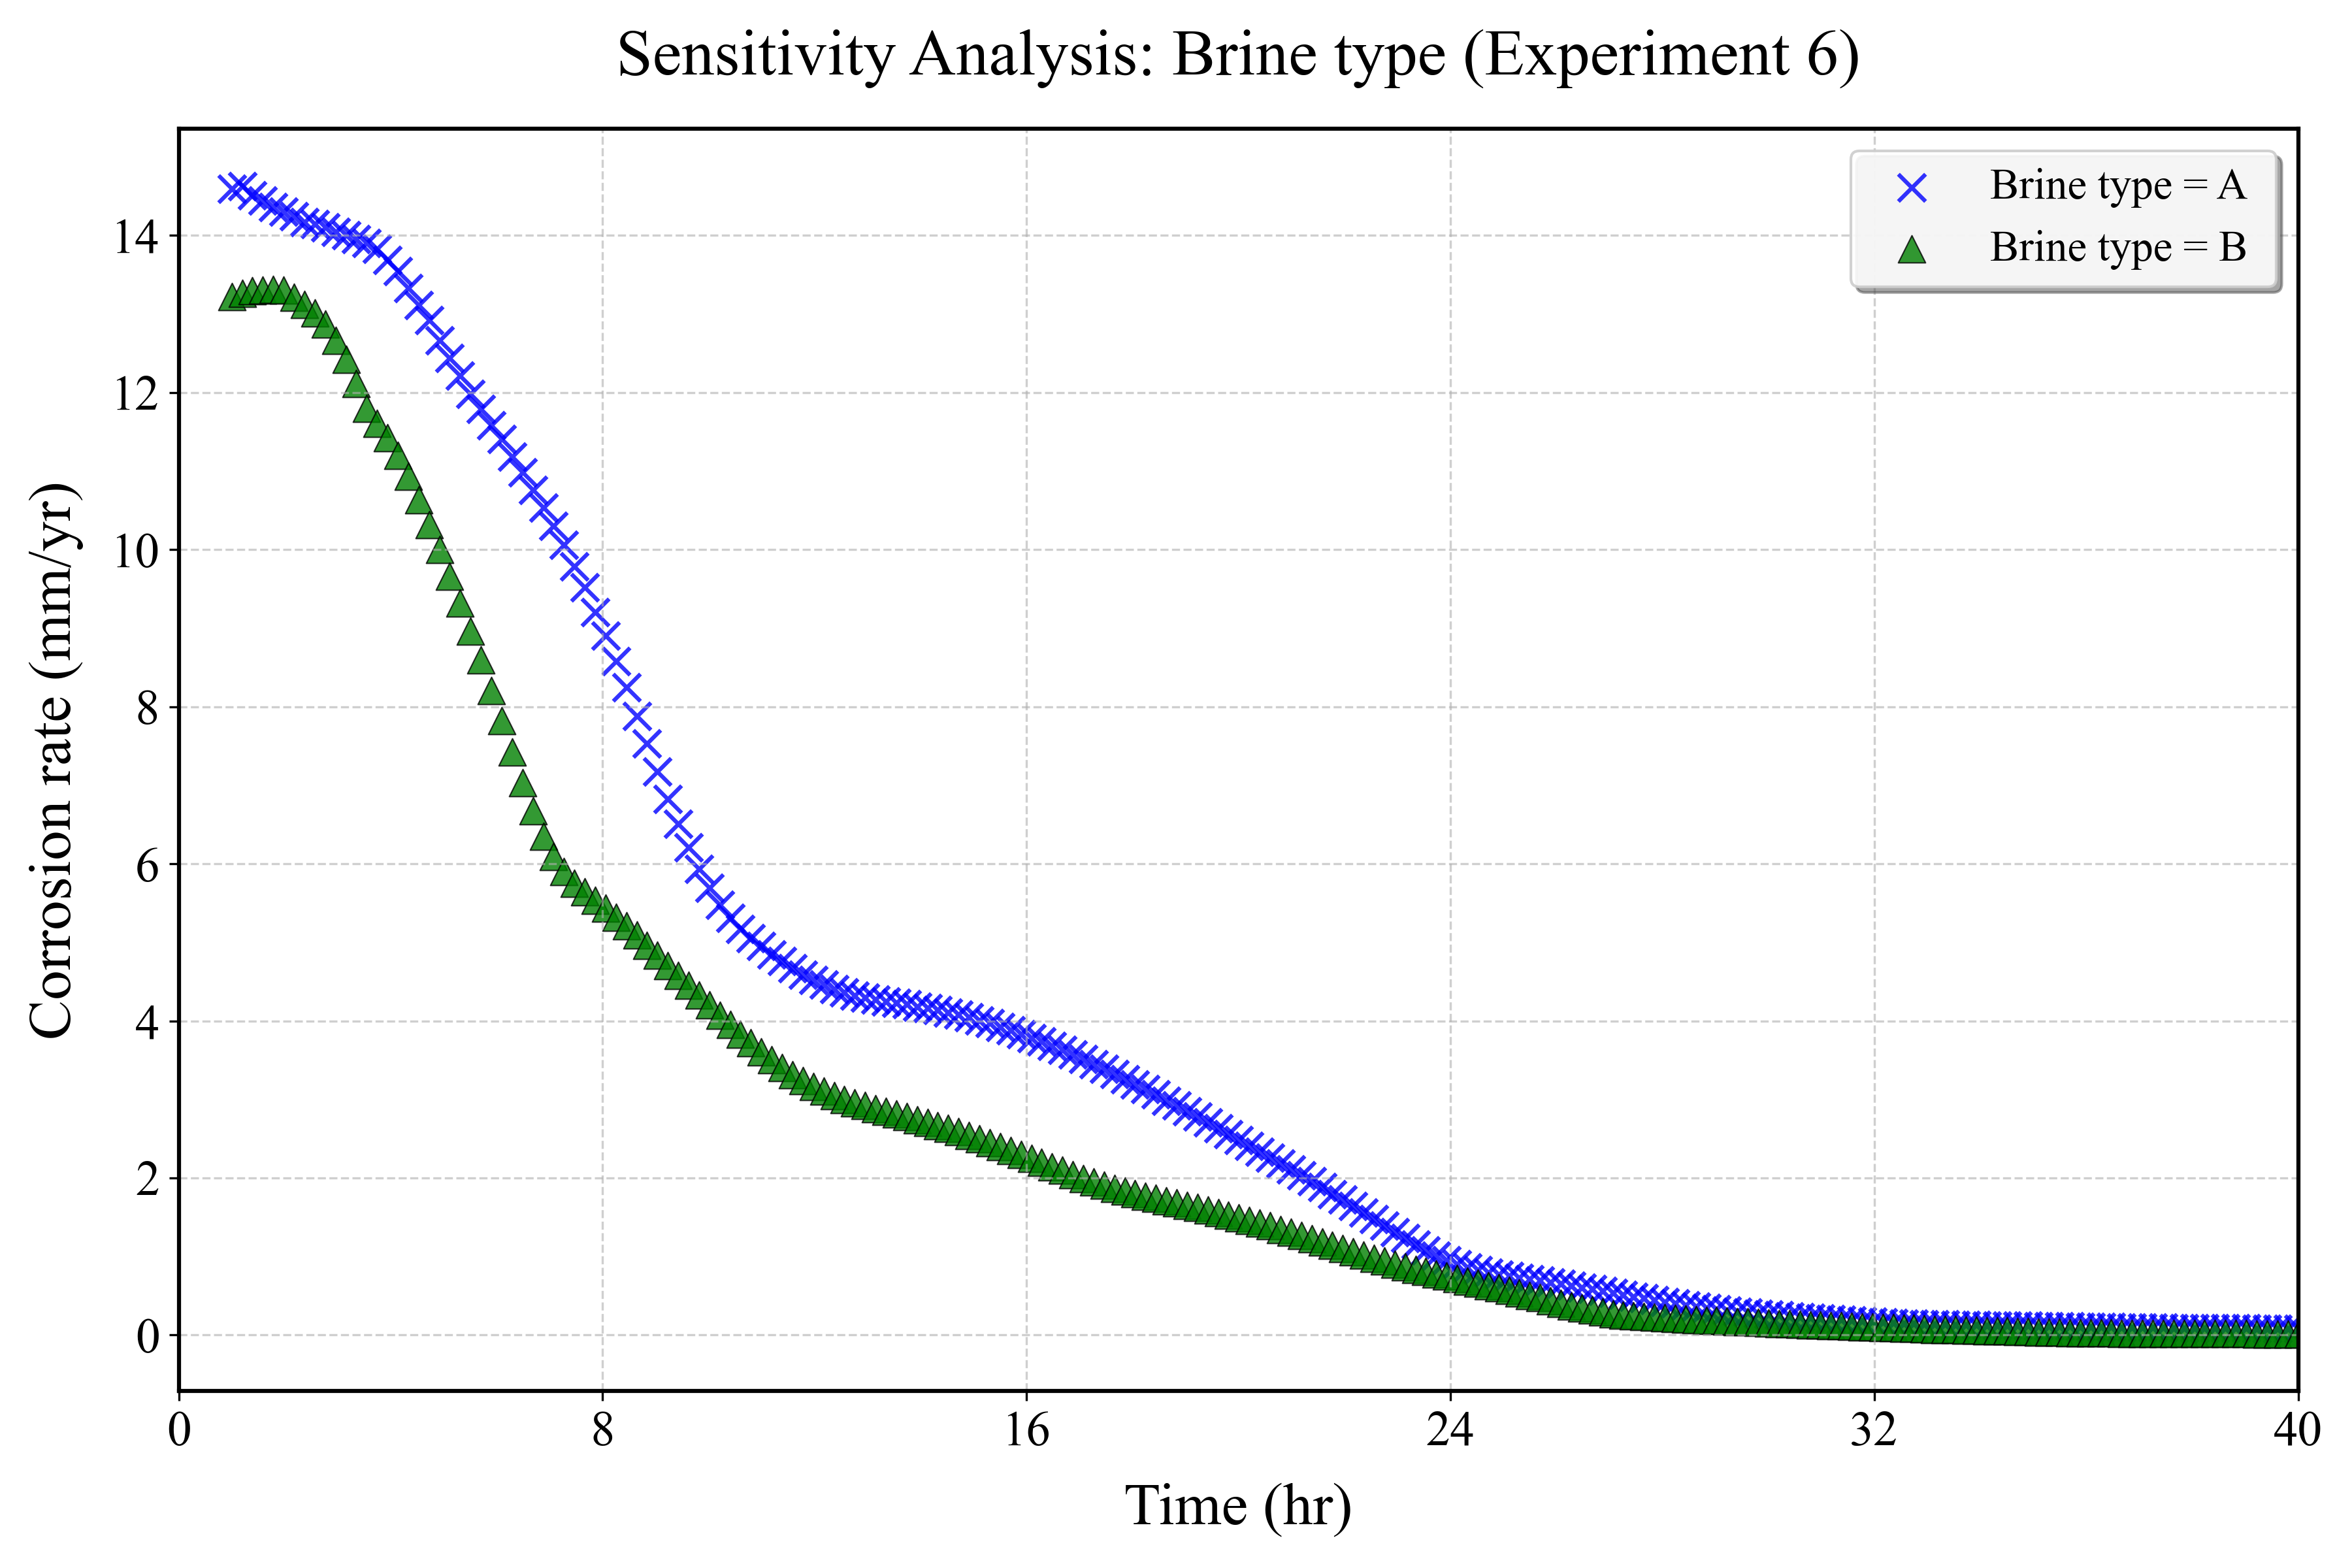 Sensitivity Analysis: Brine type (Experiment 6)
Brine type = A
Brine type = B
Corrosion rate (mm/yr)
14
12
10
8
6
4
2
0
0 8 16 24 32 40
Time (hr)